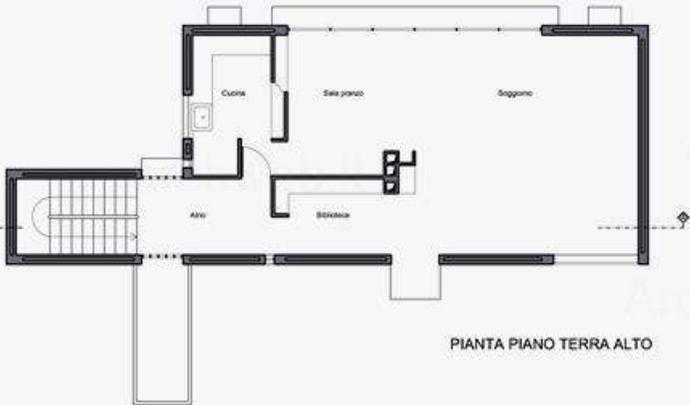 Cucina
Sala pranzo
Soggiorno
Atrio
Biblioteca
PIANTA PIANO TERRA ALTO